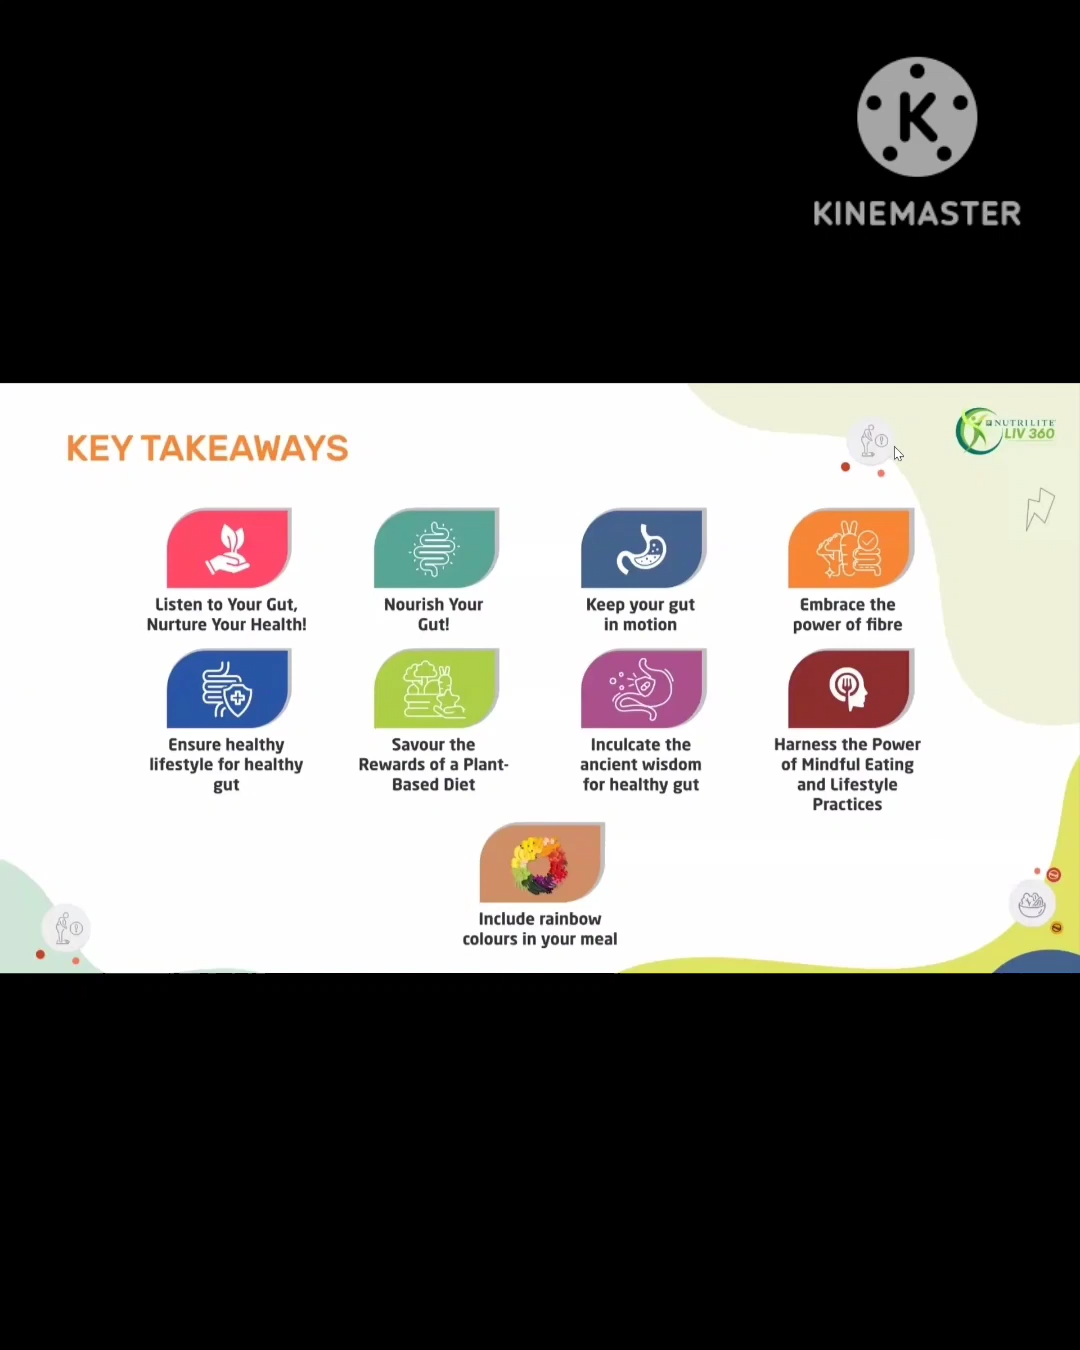 K
KINEMASTER
KEY TAKEAWAYS
NUTRILITE
LIV 360
Listen to Your Gut,
Nurture Your Health!
Nourish Your
Gut!
Keep your gut
in motion
Embrace the
power of fibre
Ensure healthy
lifestyle for healthy
gut
Savour the
Rewards of a Plant-
Based Diet
Inculcate the
ancient wisdom
for healthy gut
Harness the Power
of Mindful Eating
and Lifestyle
Practices
Include rainbow
colours in your meal